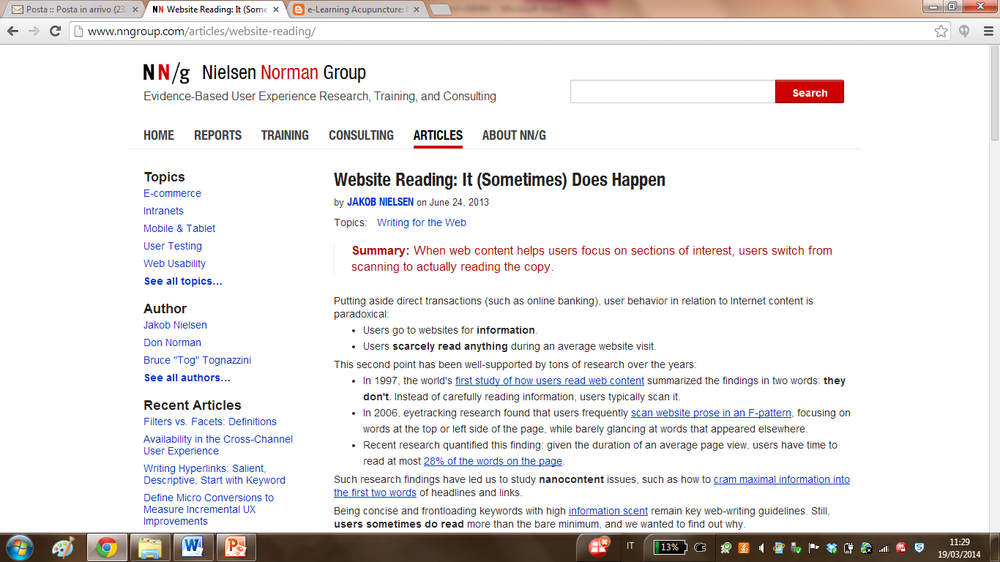 Posta :: Posta in arrivo (23
Website Reading: It (Some
e-Learning Acupuncture:
www.nngroup.com/articles/website-reading/
NN/g Nielsen Norman Group
Evidence-Based User Experience Research, Training, and Consulting
Search
HOME REPORTS TRAINING CONSULTING ARTICLES ABOUT NN/G
Topics
E-commerce
Intranets
Mobile & Tablet
User Testing
Web Usability
See all topics...
Author
Jakob Nielsen
Don Norman
Bruce "Tog" Tognazzini
See all authors...
Recent Articles
Filters vs. Facets: Definitions
Availability in the Cross-Channel
User Experience
Writing Hyperlinks: Salient,
Descriptive, Start with Keyword
Define Micro Conversions to
Measure Incremental UX
Improvements
Website Reading: It (Sometimes) Does Happen
by JAKOB NIELSEN on June 24, 2013
Topics: Writing for the Web
Summary: When web content helps users focus on sections of interest, users switch from
scanning to actually reading the copy.
Putting aside direct transactions (such as online banking), user behavior in relation to Internet content is
paradoxical:
• Users go to websites for information.
• Users scarcely read anything during an average website visit.
This second point has been well-supported by tons of research over the years:
• In 1997, the world's first study of how users read web content summarized the findings in two words: they
don't. Instead of carefully reading information, users typically scan it.
• In 2006, eyetracking research found that users frequently scan website prose in an F-pattern, focusing on
words at the top or left side of the page, while barely glancing at words that appeared elsewhere.
• Recent research quantified this finding: given the duration of an average page view, users have time to
read at most 28% of the words on the page.
Such research findings have led us to study nanocontent issues, such as how to cram maximal information into
the first two words of headlines and links.
Being concise and frontloading keywords with high information scent remain key web-writing guidelines. Still,
users sometimes do read more than the bare minimum, and we wanted to find out why.
IT
13%
11:29
19/03/2014